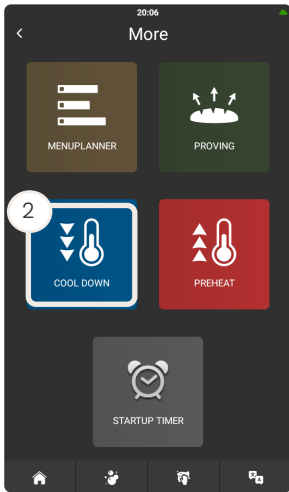 20:06
More
MENUPLANNER
PROVING
2
COOL DOWN
PREHEAT
STARTUP TIMER